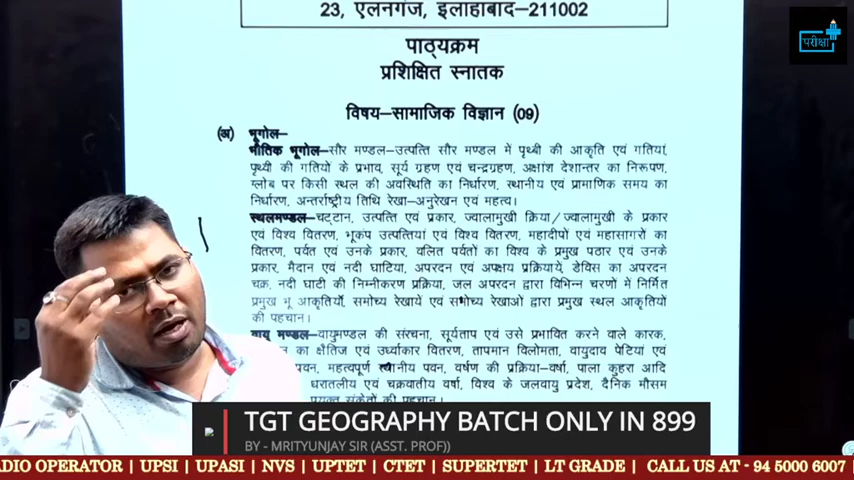 23, एलनगंज, इलाहाबाद-211002
परीक्षा
पाठ्यक्रम
प्रशिक्षित स्नातक
विषय–सामाजिक विज्ञान (09)
(अ) भूगोल–
भौतिक भूगोल–सौर मण्डल–उत्पत्ति सौर मण्डल में पृथ्वी की आकृति एवं गतियां,
पृथ्वी की गतियों के प्रभाव, सूर्य ग्रहण एवं चन्द्रग्रहण, अक्षांश देशान्तर का निरूपण,
ग्लोब पर किसी स्थल की अवस्थिति का निर्धारण, स्थानीय एवं प्रामाणिक समय का
निर्धारण, अन्तर्राष्ट्रीय तिथि रेखा–अनुरेखन एवं महत्व।
स्थलमण्डल–चट्टान, उत्पत्ति एवं प्रकार, ज्वालामुखी क्रिया/ज्वालामुखी के प्रकार
एवं विश्व वितरण, भूकंप उत्पत्तियां एवं विश्व वितरण, महादीपों एवं महासागरों का
वितरण, पर्वत एवं उनके प्रकार, वलित पर्वतों का विश्व के प्रमुख पठार एवं उनके
प्रकार, मैदान एवं नदी घाटिया, अपरदन एवं अपक्षय प्रक्रियायें, डेविस का अपरदन
चक्र, नदी घाटी की निम्नीकरण प्रक्रिया, जल अपरदन द्वारा विभिन्न चरणों में निर्मित
प्रमुख भू आकृतियाँ, समोच्य रेखायें एवं समोच्य रेखाओं द्वारा प्रमुख स्थल आकृतियों
की पहचान।
वायु मण्डल–वायुमण्डल की संरचना, सूर्यताप एवं उसे प्रभावित करने वाले कारक,
का क्षैतिज एवं उर्ध्वाकार वितरण, तापमान विलोमता, वायुदाव पेटियां एवं
पवन, महत्वपूर्ण स्थानीय पवन, वर्षण की प्रक्रिया–वर्षा, पाला कुहरा आदि
धरातलीय एवं चक्रवातीय वर्षा, विश्व के जलवायु प्रदेश, दैनिक मौसम
TGT GEOGRAPHY BATCH ONLY IN 899
BY - MRITYUNJAY SIR (ASST. PROF))
ADIO OPERATOR | UPSI | UPASI | NVS | UPTET | CTET | SUPERTET | LT GRADE | CALL US AT - 94 5000 6007 |